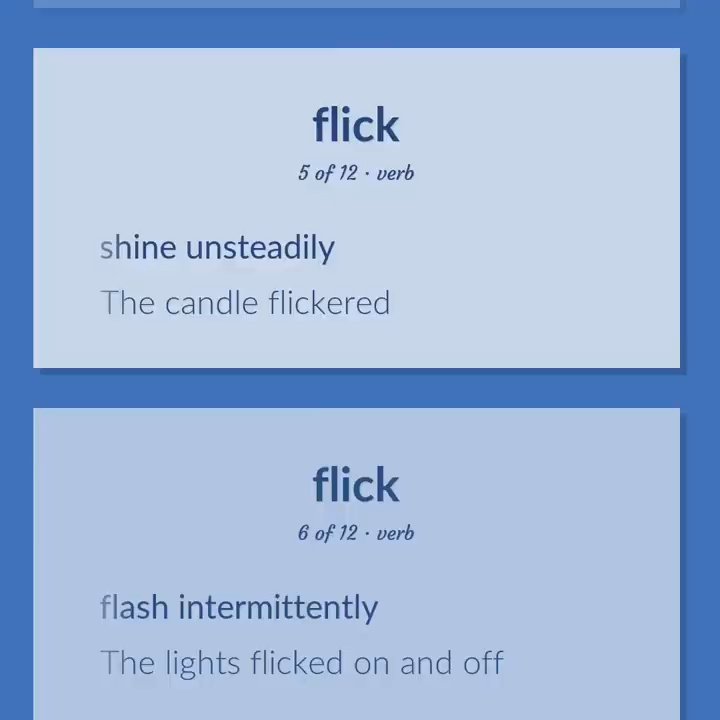 flick
5 of 12 · verb
shine unsteadily
The candle flickered
flick
6 of 12 · verb
flash intermittently
The lights flicked on and off